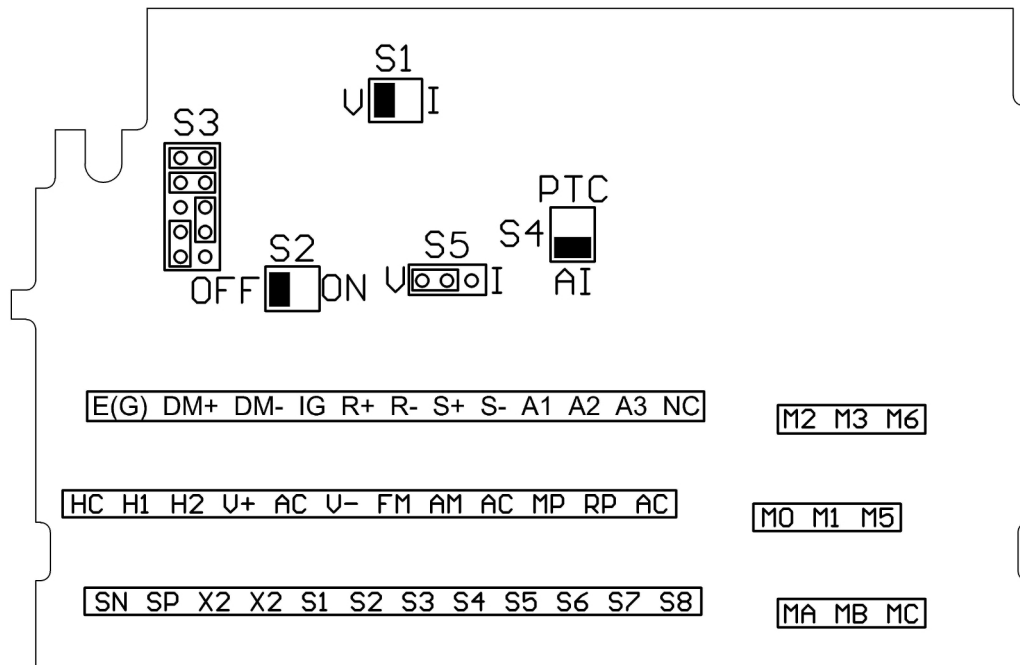 S1
V I
S3
PTC
S4
S2
S5
OFF ON
V I
AI
E(G) DM+ DM- IG R+ R- S+ S- A1 A2 A3 NC
M2 M3 M6
HC H1 H2 V+ AC V- FM AM AC MP RP AC
M0 M1 M5
SN SP X2 X2 S1 S2 S3 S4 S5 S6 S7 S8
MA MB MC